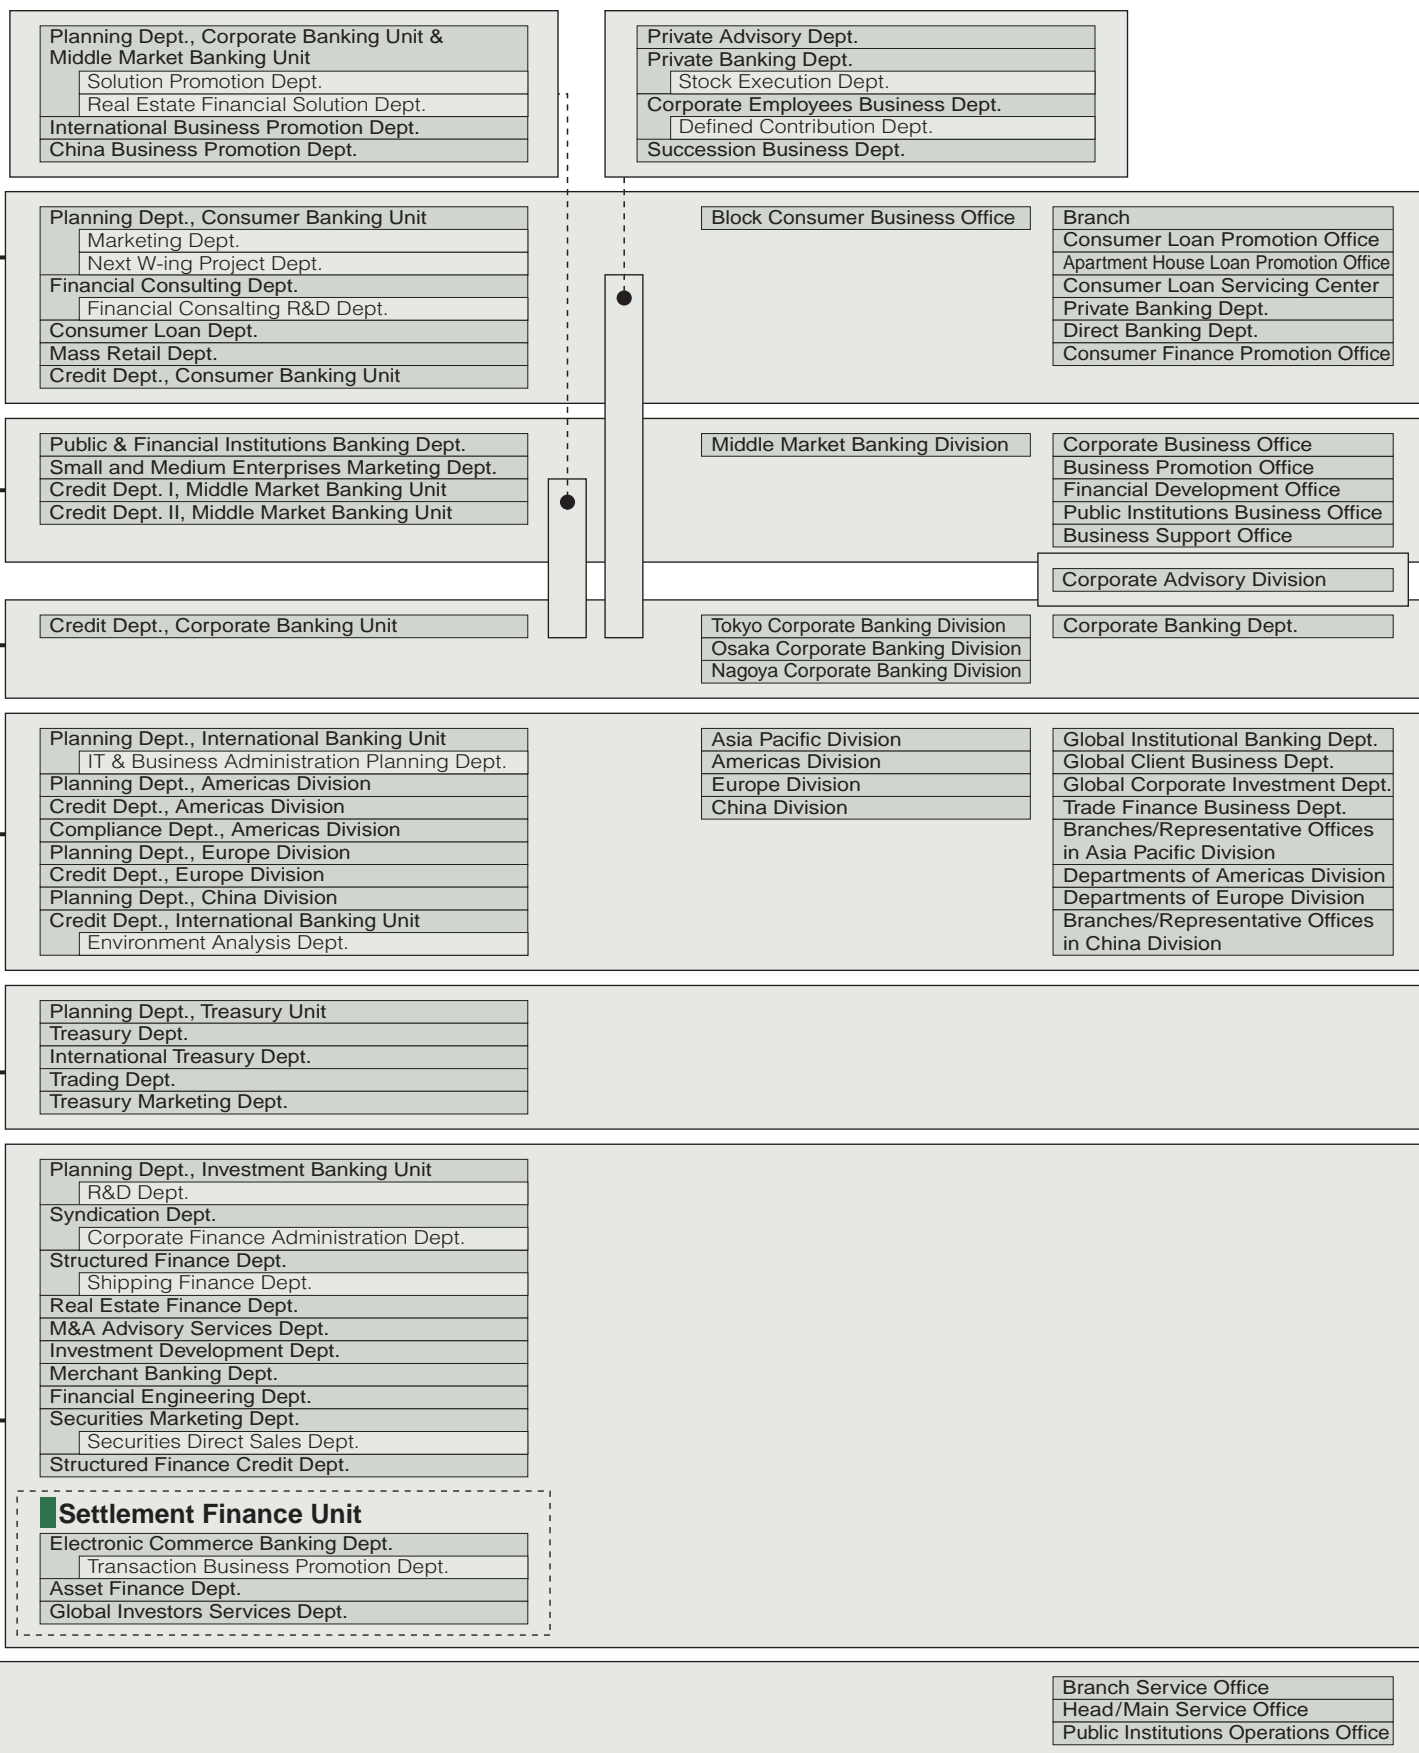 Planning Dept., Corporate Banking Unit &
Middle Market Banking Unit
Solution Promotion Dept.
Real Estate Financial Solution Dept.
International Business Promotion Dept.
China Business Promotion Dept.
Private Advisory Dept.
Private Banking Dept.
Stock Execution Dept.
Corporate Employees Business Dept.
Defined Contribution Dept.
Succession Business Dept.
Planning Dept., Consumer Banking Unit
Marketing Dept.
Next W-ing Project Dept.
Financial Consulting Dept.
Financial Consalting R&D Dept.
Consumer Loan Dept.
Mass Retail Dept.
Credit Dept., Consumer Banking Unit
Block Consumer Business Office
Branch
Consumer Loan Promotion Office
Apartment House Loan Promotion Office
Consumer Loan Servicing Center
Private Banking Dept.
Direct Banking Dept.
Consumer Finance Promotion Office
Public & Financial Institutions Banking Dept.
Small and Medium Enterprises Marketing Dept.
Credit Dept. I, Middle Market Banking Unit
Credit Dept. II, Middle Market Banking Unit
Middle Market Banking Division
Corporate Business Office
Business Promotion Office
Financial Development Office
Public Institutions Business Office
Business Support Office
Corporate Advisory Division
Credit Dept., Corporate Banking Unit
Tokyo Corporate Banking Division
Osaka Corporate Banking Division
Nagoya Corporate Banking Division
Corporate Banking Dept.
Planning Dept., International Banking Unit
IT & Business Administration Planning Dept.
Planning Dept., Americas Division
Credit Dept., Americas Division
Compliance Dept., Americas Division
Planning Dept., Europe Division
Credit Dept., Europe Division
Planning Dept., China Division
Credit Dept., International Banking Unit
Environment Analysis Dept.
Asia Pacific Division
Americas Division
Europe Division
China Division
Global Institutional Banking Dept.
Global Client Business Dept.
Global Corporate Investment Dept.
Trade Finance Business Dept.
Branches/Representative Offices
in Asia Pacific Division
Departments of Americas Division
Departments of Europe Division
Branches/Representative Offices
in China Division
Planning Dept., Treasury Unit
Treasury Dept.
International Treasury Dept.
Trading Dept.
Treasury Marketing Dept.
Planning Dept., Investment Banking Unit
R&D Dept.
Syndication Dept.
Corporate Finance Administration Dept.
Structured Finance Dept.
Shipping Finance Dept.
Real Estate Finance Dept.
M&A Advisory Services Dept.
Investment Development Dept.
Merchant Banking Dept.
Financial Engineering Dept.
Securities Marketing Dept.
Securities Direct Sales Dept.
Structured Finance Credit Dept.
Settlement Finance Unit
Electronic Commerce Banking Dept.
Transaction Business Promotion Dept.
Asset Finance Dept.
Global Investors Services Dept.
Branch Service Office
Head/Main Service Office
Public Institutions Operations Office